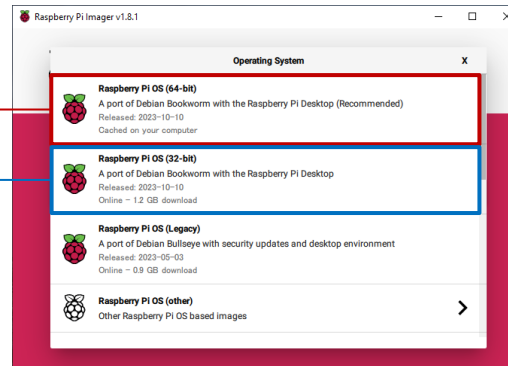 Raspberry Pi Imager v1.8.1
Operating System X
Raspberry Pi OS (64-bit)
A port of Debian Bookworm with the Raspberry Pi Desktop (Recommended)
Released: 2023-10-10
Cached on your computer
Raspberry Pi OS (32-bit)
A port of Debian Bookworm with the Raspberry Pi Desktop
Released: 2023-10-10
Online - 1.2 GB download
Raspberry Pi OS (Legacy)
A port of Debian Bullseye with security updates and desktop environment
Released: 2023-05-03
Online - 0.9 GB download
Raspberry Pi OS (other)
Other Raspberry Pi OS based images